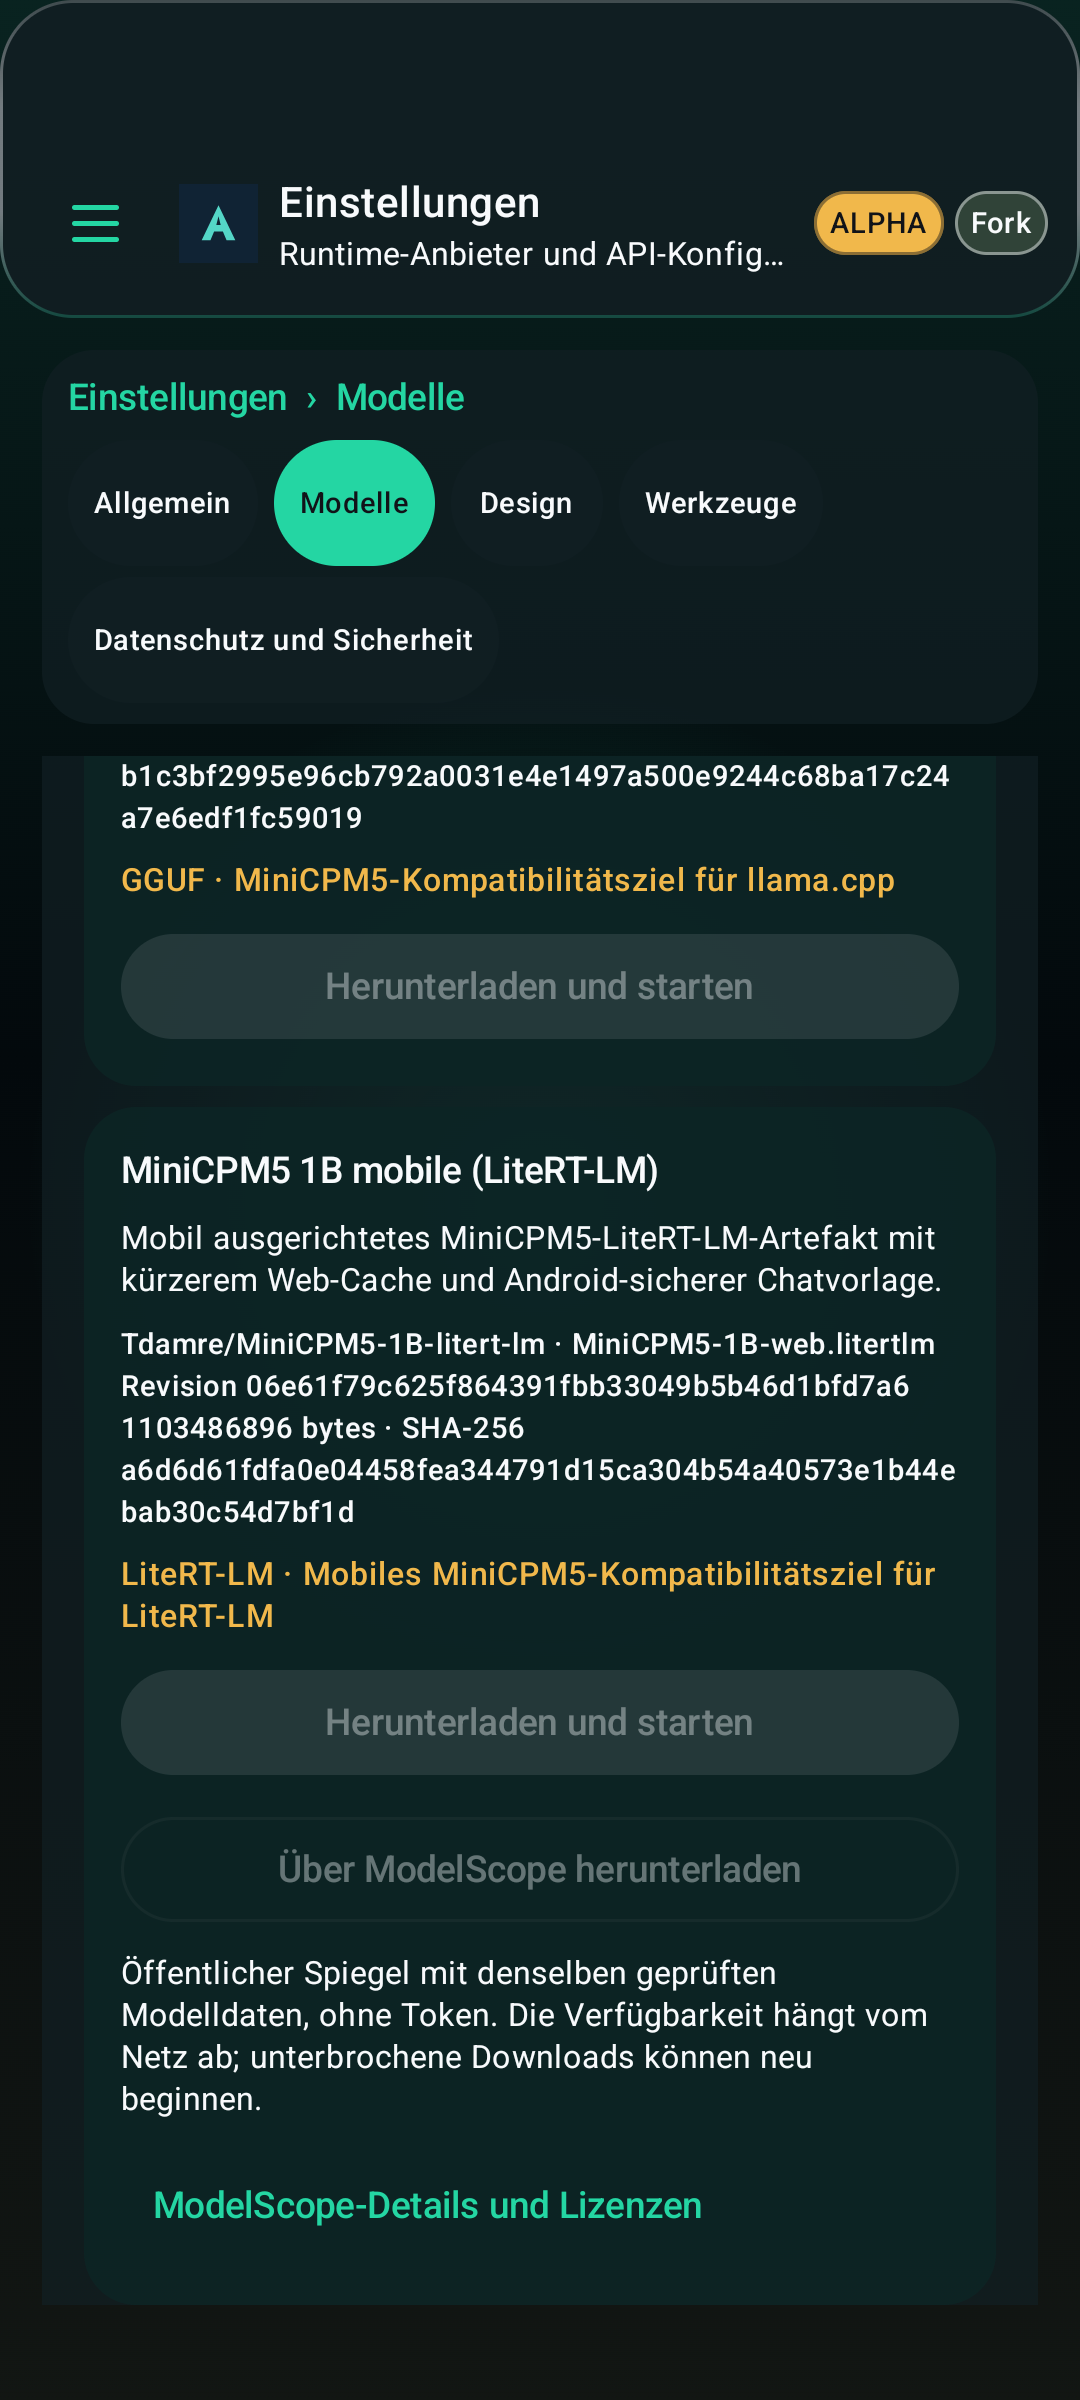 Einstellungen
Runtime-Anbieter und API-Konfig…
ALPHA
Fork
Einstellungen › Modelle
Allgemein
Modelle
Design
Werkzeuge
Datenschutz und Sicherheit
b1c3bf2995e96cb792a0031e4e1497a500e9244c68ba17c24
a7e6edf1fc59019
GGUF · MiniCPM5-Kompatibilitätsziel für llama.cpp
Herunterladen und starten
MiniCPM5 1B mobile (LiteRT-LM)
Mobil ausgerichtetes MiniCPM5-LiteRT-LM-Artefakt mit
kürzerem Web-Cache und Android-sicherer Chatvorlage.
Tdamre/MiniCPM5-1B-litert-lm · MiniCPM5-1B-web.litertlm
Revision 06e61f79c625f864391fbb33049b5b46d1bfd7a6
1103486896 bytes · SHA-256
a6d6d61fdfa0e04458fea344791d15ca304b54a40573e1b44e
bab30c54d7bf1d
LiteRT-LM · Mobiles MiniCPM5-Kompatibilitätsziel für
LiteRT-LM
Herunterladen und starten
Über ModelScope herunterladen
Öffentlicher Spiegel mit denselben geprüften
Modelldaten, ohne Token. Die Verfügbarkeit hängt vom
Netz ab; unterbrochene Downloads können neu
beginnen.
ModelScope-Details und Lizenzen